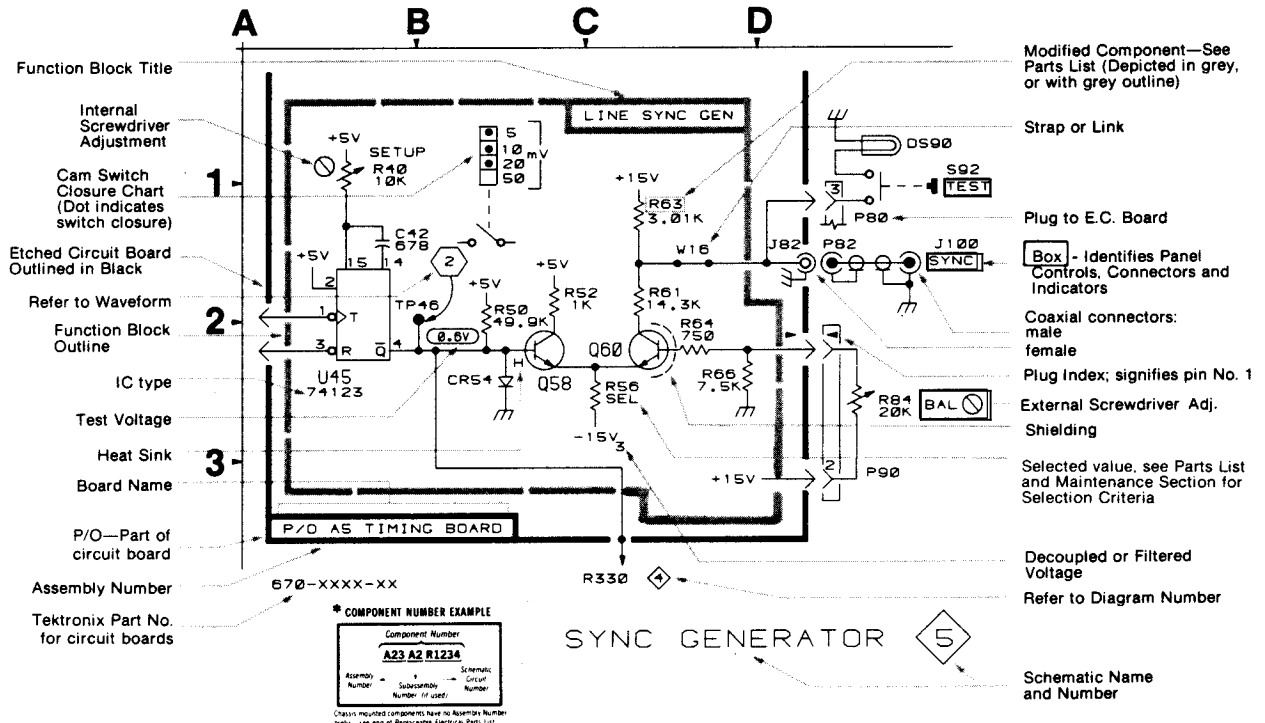 A B C D
Function Block Title
Internal
Screwdriver
Adjustment
Cam Switch
Closure Chart
(Dot indicates
switch closure)
Etched Circuit Board
Outlined in Black
Refer to Waveform
Function Block
Outline
IC type
Test Voltage
Heat Sink
Board Name
P/O—Part of
circuit board
Assembly Number
Tektronix Part No.
for circuit boards
1
2
3
LINE SYNC GEN
+5V
SETUP
R40
10K
5
10
20
50
mV
C42
678
15
14
+5V
2
1
T
3
R
Q̅
4
U45
74123
2
TP46
0.6V
+5V
R50
49.9K
CR54
H
+5V
R52
1K
Q58
+15V
R63
3.01K
W16
R61
14.3K
Q60
R64
750
R66
7.5K
R56
SEL
-15V
3
+15V
DS90
S92
TEST
3
P80
J82
P82
J100
SYNC
R84
20K
BAL
2
P90
P/O A5 TIMING BOARD
670-XXXX-XX
R330
4
* COMPONENT NUMBER EXAMPLE
Component Number
A23 A2 R1234
Assembly
Number
Subassembly
Number (if used)
Schematic
Circuit
Number
Chassis mounted components have no Assembly Number
SYNC GENERATOR 5
Modified Component—See
Parts List (Depicted in grey,
or with grey outline)
Strap or Link
Plug to E.C. Board
Box - Identifies Panel
Controls, Connectors and
Indicators
Coaxial connectors:
male
female
Plug Index; signifies pin No. 1
External Screwdriver Adj.
Shielding
Selected value, see Parts List
and Maintenance Section for
Selection Criteria
Decoupled or Filtered
Voltage
Refer to Diagram Number
Schematic Name
and Number